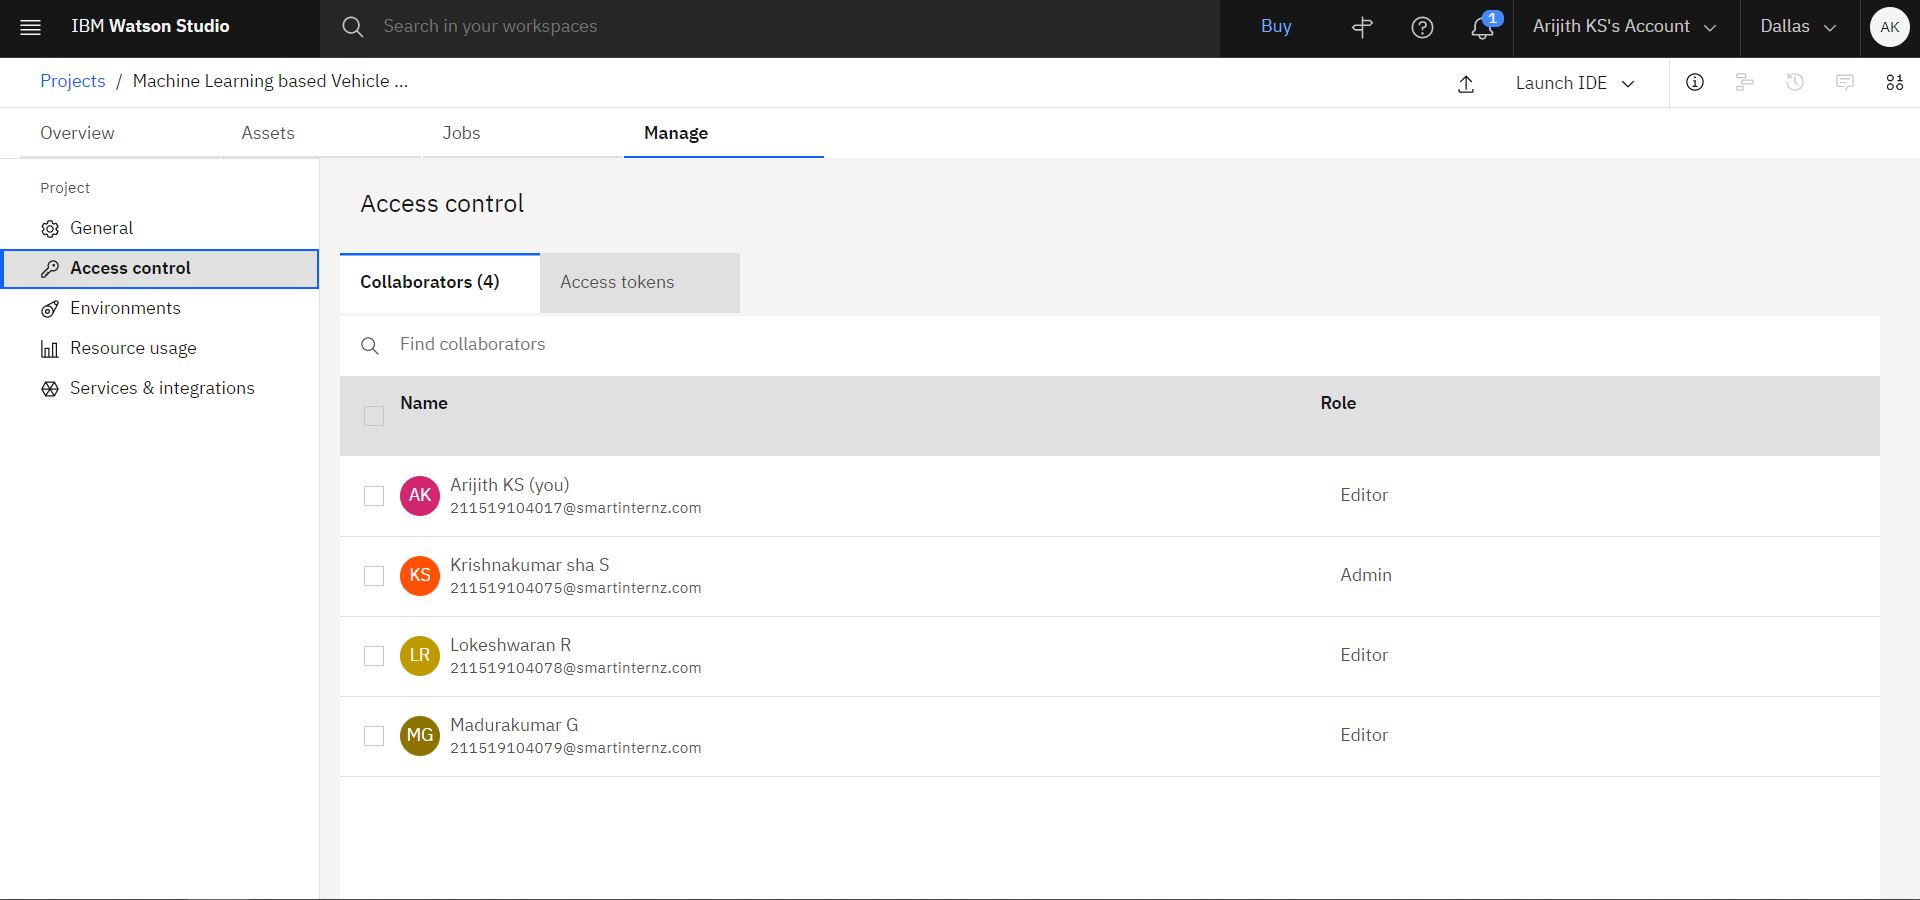 IBM Watson Studio
Search in your workspaces
Buy
1
Arijith KS's Account
Dallas
AK
Projects / Machine Learning based Vehicle ...
Launch IDE
Overview
Assets
Jobs
Manage
Project
General
Access control
Environments
Resource usage
Services & integrations
Access control
Collaborators (4)
Access tokens
Find collaborators
Name
Role
AK
Arijith KS (you)
211519104017@smartinternz.com
Editor
KS
Krishnakumar sha S
211519104075@smartinternz.com
Admin
LR
Lokeshwaran R
211519104078@smartinternz.com
Editor
MG
Madurakumar G
211519104079@smartinternz.com
Editor